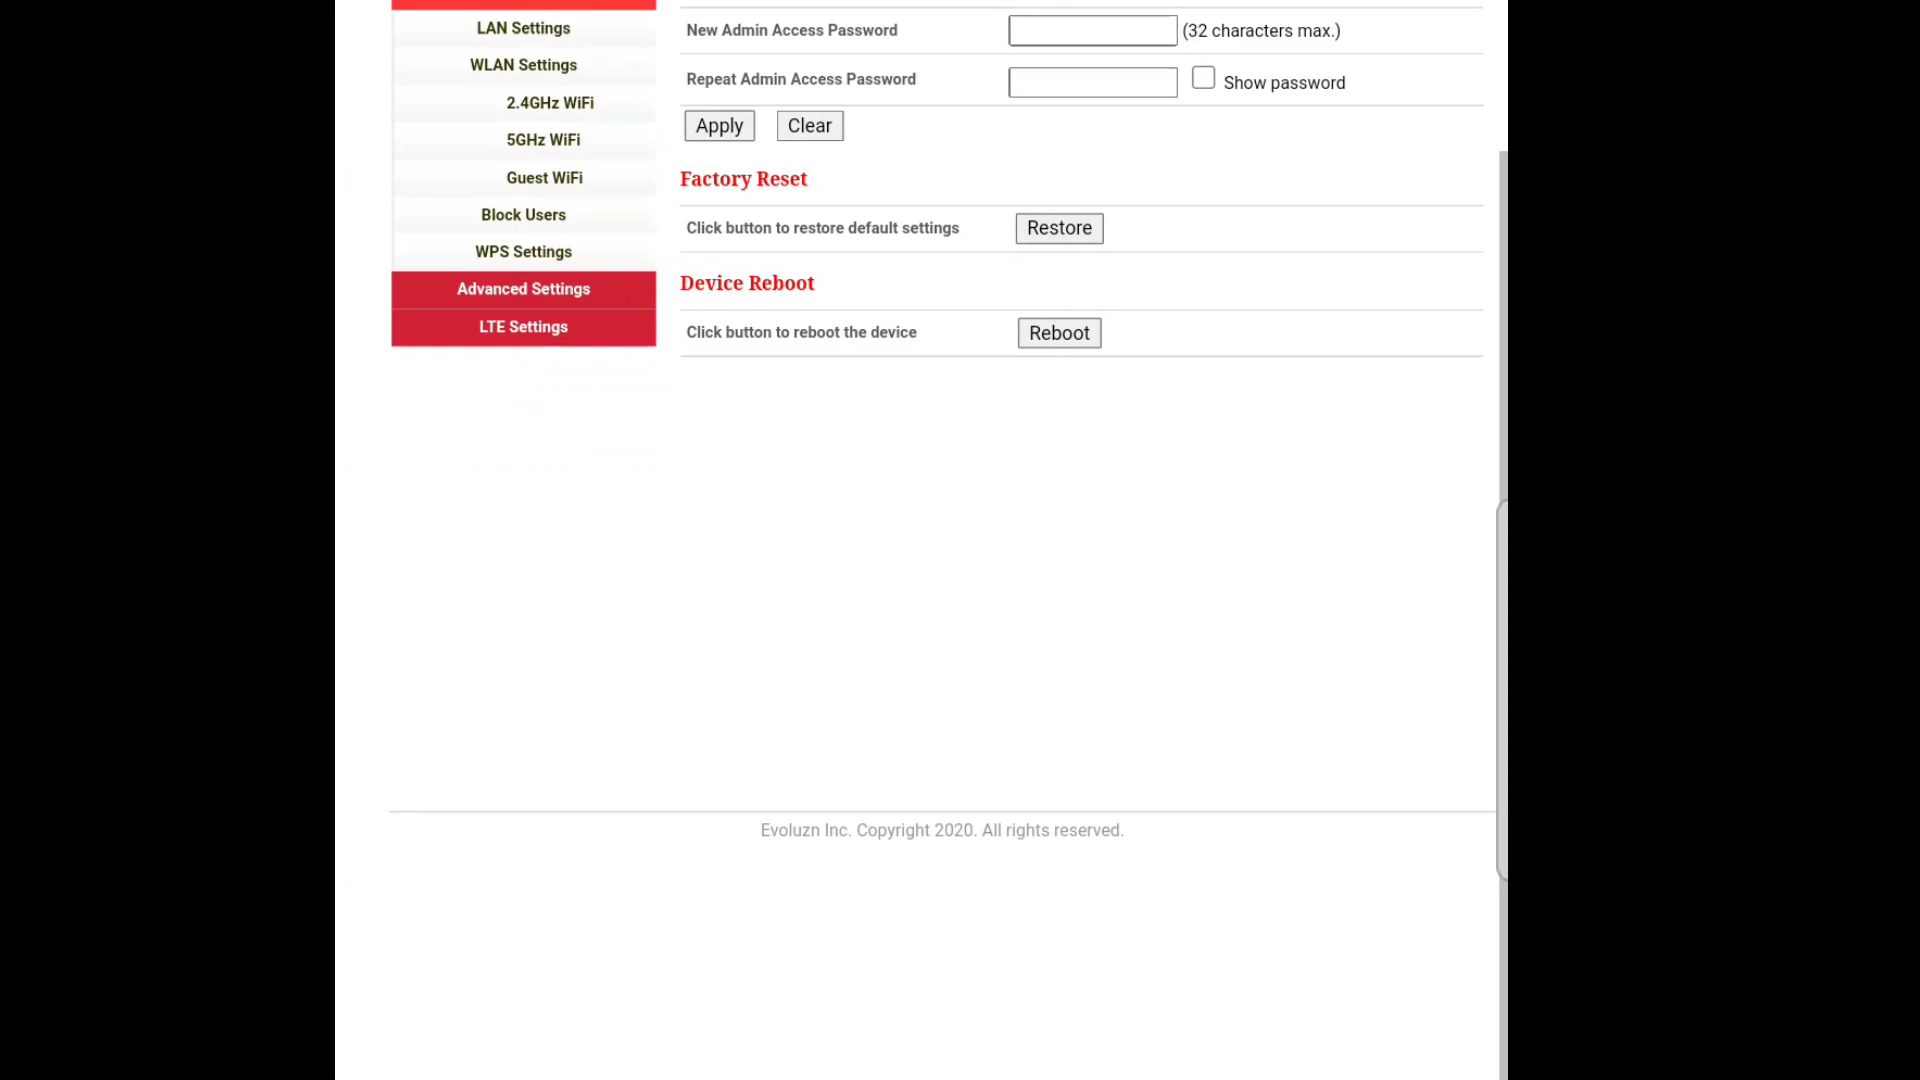 LAN Settings
WLAN Settings
2.4GHz WiFi
5GHz WiFi
Guest WiFi
Block Users
WPS Settings
Advanced Settings
LTE Settings
New Admin Access Password (32 characters max.)
Repeat Admin Access Password Show password
Apply Clear
Factory Reset
Click button to restore default settings Restore
Device Reboot
Click button to reboot the device Reboot
Evoluzn Inc. Copyright 2020. All rights reserved.